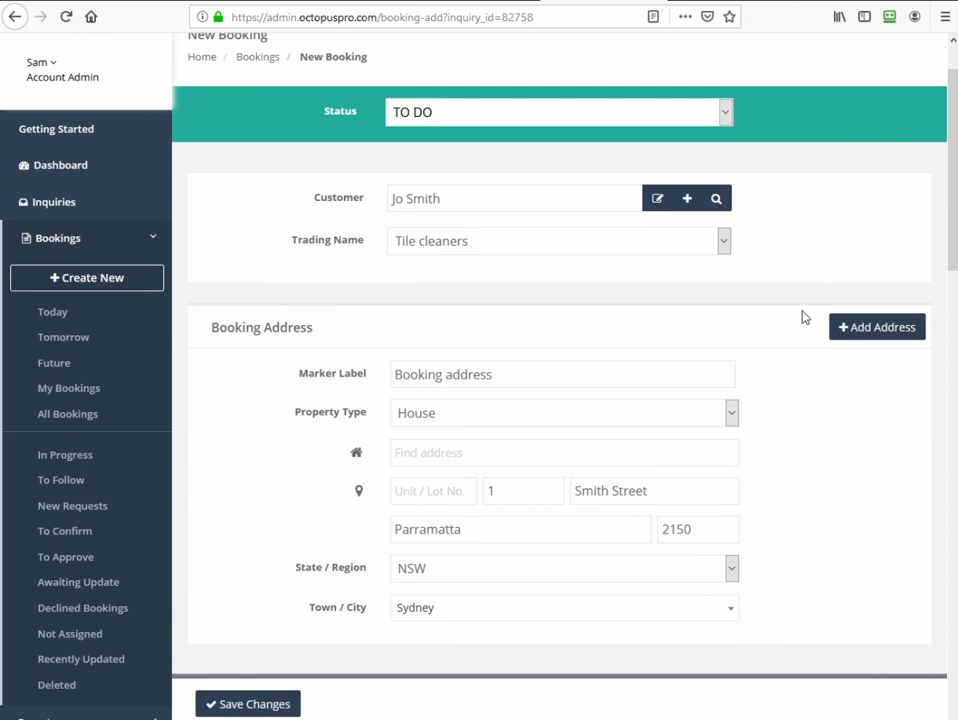 https://admin.octopuspro.com/booking-add?inquiry_id=82758
New Booking
Home / Bookings / New Booking
Sam
Account Admin
Getting Started
Dashboard
Inquiries
Bookings
+ Create New
Today
Tomorrow
Future
My Bookings
All Bookings
In Progress
To Follow
New Requests
To Confirm
To Approve
Awaiting Update
Declined Bookings
Not Assigned
Recently Updated
Deleted
Status TO DO
Customer Jo Smith
Trading Name Tile cleaners
Booking Address + Add Address
Marker Label Booking address
Property Type House
Find address
Unit / Lot No. 1 Smith Street
Parramatta 2150
State / Region NSW
Town / City Sydney
Save Changes